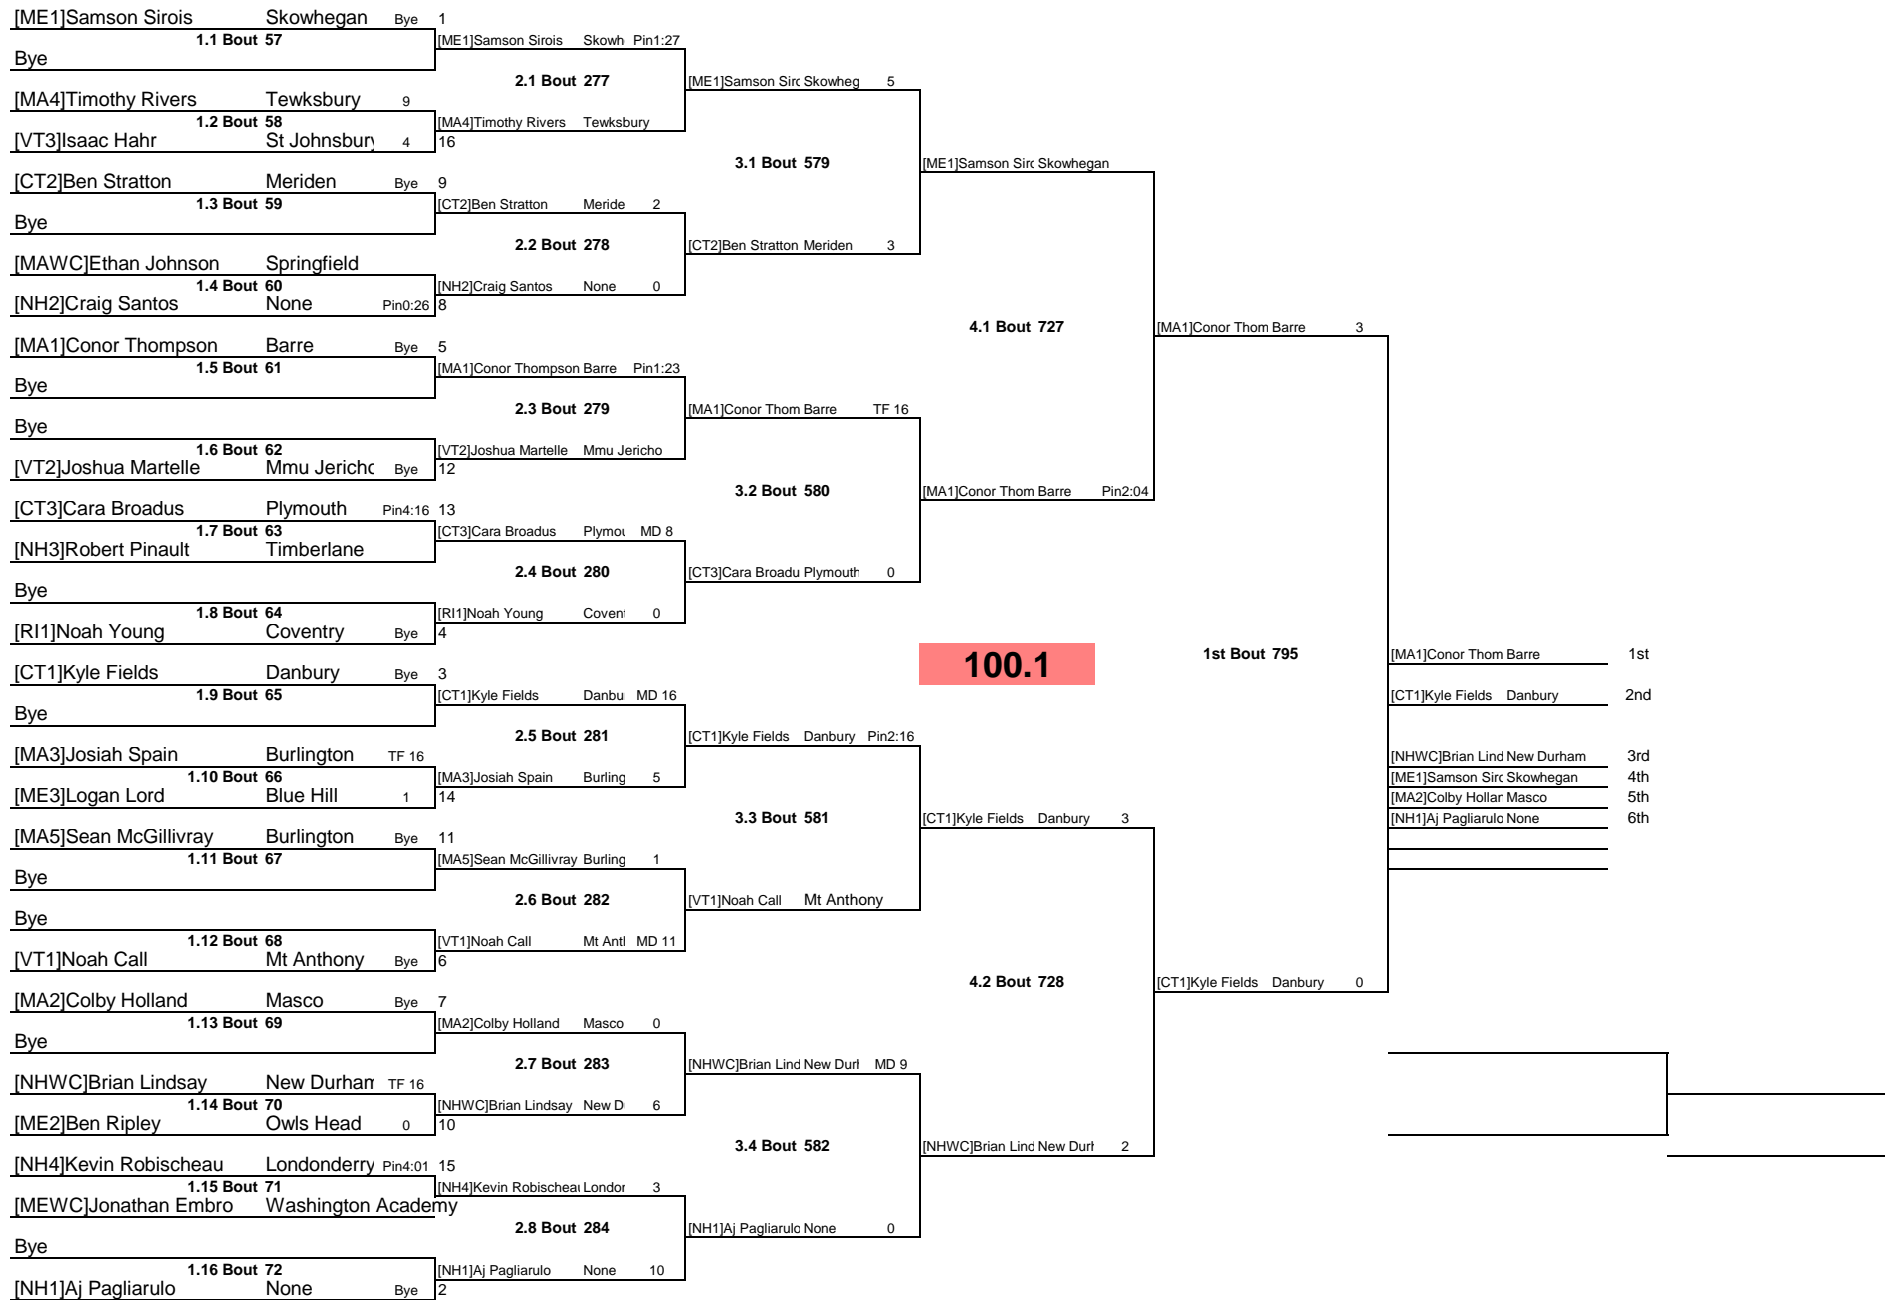 [ME1]Samson Sirois Skowhegan Bye 1
1.1 Bout 57
Bye
[MA4]Timothy Rivers Tewksbury 9
1.2 Bout 58
[VT3]Isaac Hahr St Johnsbury 4 16
[CT2]Ben Stratton Meriden Bye 9
1.3 Bout 59
Bye
[MAWC]Ethan Johnson Springfield
1.4 Bout 60
[NH2]Craig Santos None Pin0:26 8
[MA1]Conor Thompson Barre Bye 5
1.5 Bout 61
Bye
Bye
1.6 Bout 62
[VT2]Joshua Martelle Mmu Jericho Bye 12
[CT3]Cara Broadus Plymouth Pin4:16 13
1.7 Bout 63
[NH3]Robert Pinault Timberlane
Bye
1.8 Bout 64
[RI1]Noah Young Coventry Bye 4
[CT1]Kyle Fields Danbury Bye 3
1.9 Bout 65
Bye
[MA3]Josiah Spain Burlington TF 16
1.10 Bout 66
[ME3]Logan Lord Blue Hill 1 14
[MA5]Sean McGillivray Burlington Bye 11
1.11 Bout 67
Bye
Bye
1.12 Bout 68
[VT1]Noah Call Mt Anthony Bye 6
[MA2]Colby Holland Masco Bye 7
1.13 Bout 69
Bye
[NHWC]Brian Lindsay New Durham TF 16
1.14 Bout 70
[ME2]Ben Ripley Owls Head 0 10
[NH4]Kevin Robischeau Londonderry Pin4:01 15
1.15 Bout 71
[MEWC]Jonathan Embro Washington Academy
Bye
1.16 Bout 72
[NH1]Aj Pagliarulo None Bye 2
[ME1]Samson Sirois Skowh Pin1:27
2.1 Bout 277
[MA4]Timothy Rivers Tewksbury
[CT2]Ben Stratton Meride 2
2.2 Bout 278
[NH2]Craig Santos None 0
[MA1]Conor Thompson Barre Pin1:23
2.3 Bout 279
[VT2]Joshua Martelle Mmu Jericho
[CT3]Cara Broadus Plymou MD 8
2.4 Bout 280
[RI1]Noah Young Covent 0
[CT1]Kyle Fields Danbu MD 16
2.5 Bout 281
[MA3]Josiah Spain Burling 5
[MA5]Sean McGillivray Burling 1
2.6 Bout 282
[VT1]Noah Call Mt Anth MD 11
[MA2]Colby Holland Masco 0
2.7 Bout 283
[NHWC]Brian Lindsay New D 6
[NH4]Kevin Robischeau Londor 3
2.8 Bout 284
[NH1]Aj Pagliarulo None 10
[ME1]Samson Siro Skowheg 5
3.1 Bout 579
[CT2]Ben Stratton Meriden 3
[MA1]Conor Thom Barre TF 16
3.2 Bout 580
[CT3]Cara Broadu Plymouth 0
[CT1]Kyle Fields Danbury Pin2:16
3.3 Bout 581
[VT1]Noah Call Mt Anthony
[NHWC]Brian Lind New Durh MD 9
3.4 Bout 582
[NH1]Aj Pagliarulo None 0
[ME1]Samson Siro Skowhegan
4.1 Bout 727
[MA1]Conor Thom Barre Pin2:04
100.1
[CT1]Kyle Fields Danbury 3
4.2 Bout 728
[NHWC]Brian Lind New Durh 2
[MA1]Conor Thom Barre 3
1st Bout 795
[CT1]Kyle Fields Danbury 0
[MA1]Conor Thom Barre 1st
[CT1]Kyle Fields Danbury 2nd
[NHWC]Brian Lind New Durham 3rd
[ME1]Samson Siro Skowhegan 4th
[MA2]Colby Hollar Masco 5th
[NH1]Aj Pagliarulo None 6th